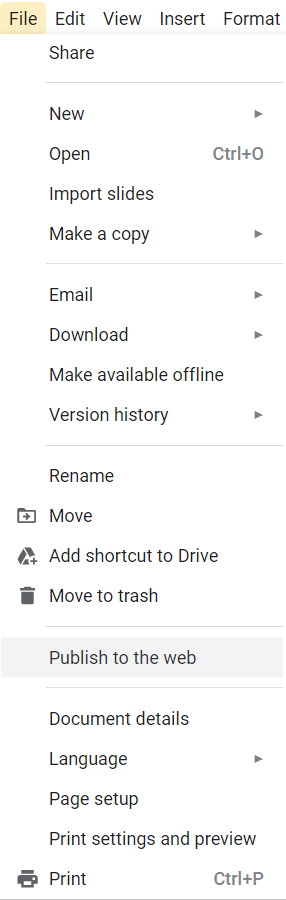 File Edit View Insert Format
Share
New
Open Ctrl+O
Import slides
Make a copy
Email
Download
Make available offline
Version history
Rename
Move
Add shortcut to Drive
Move to trash
Publish to the web
Document details
Language
Page setup
Print settings and preview
Print Ctrl+P